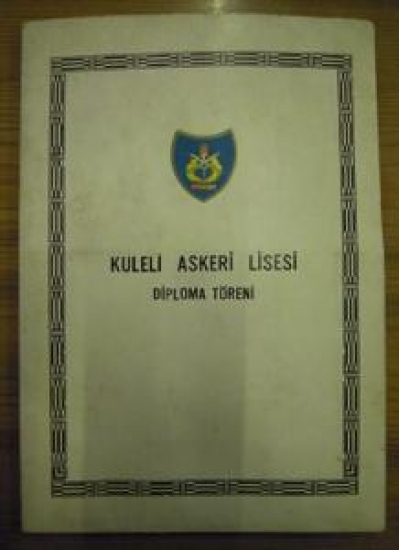 KULELİ ASKERİ LİSESİ
DİPLOMA TÖRENİ